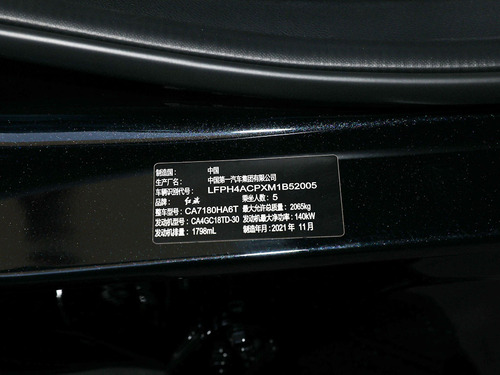 制造国： 中国
生产厂名： 中国第一汽车集团有限公司
车辆识别代号： LFPH4ACPXM1B52005
品牌： 红旗 乘坐人数：5
整车型号：CA7180HA6T 最大允许总质量：2065kg
发动机型号：CA4GC18TD-30 发动机最大净功率：140kW
发动机排量：1798mL 制造年月：2021 年 11 月